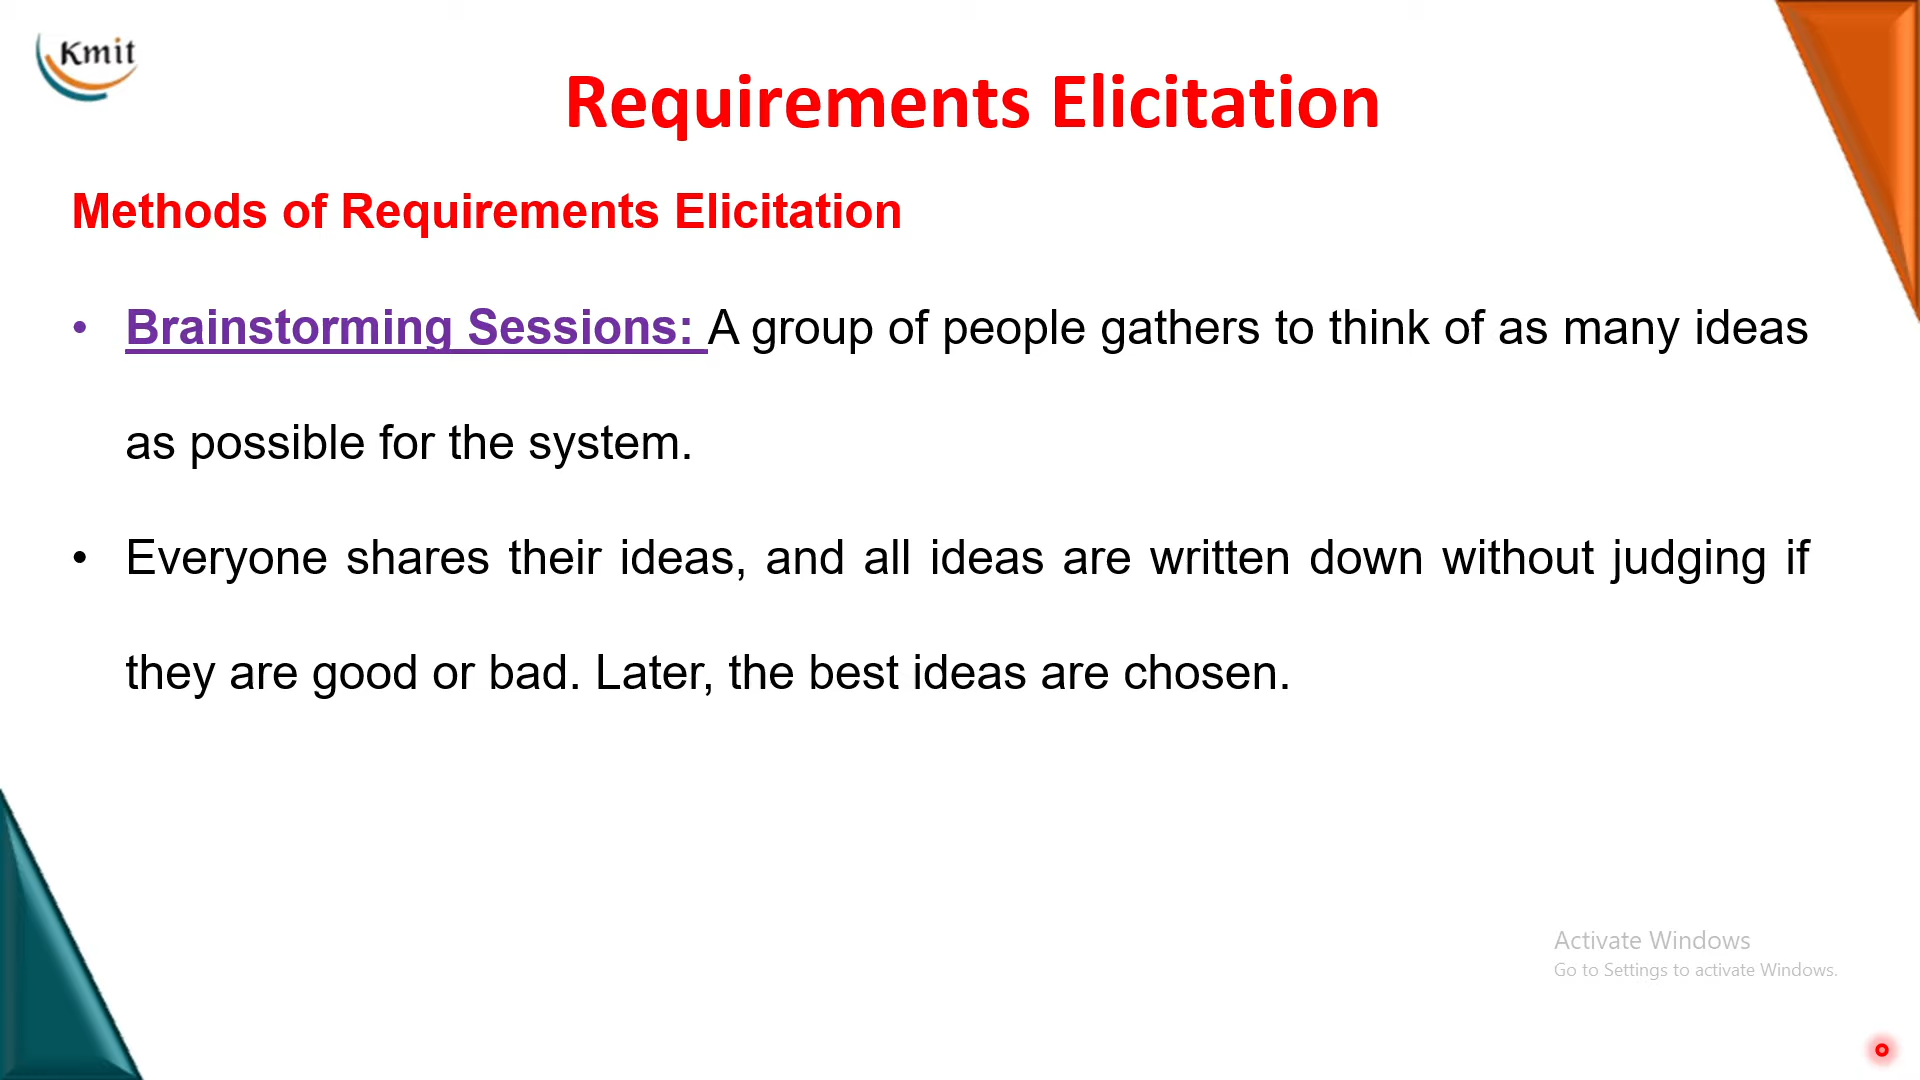 Kmit
Requirements Elicitation
Methods of Requirements Elicitation
• Brainstorming Sessions: A group of people gathers to think of as many ideas
as possible for the system.
• Everyone shares their ideas, and all ideas are written down without judging if
they are good or bad. Later, the best ideas are chosen.
Activate Windows
Go to Settings to activate Windows.